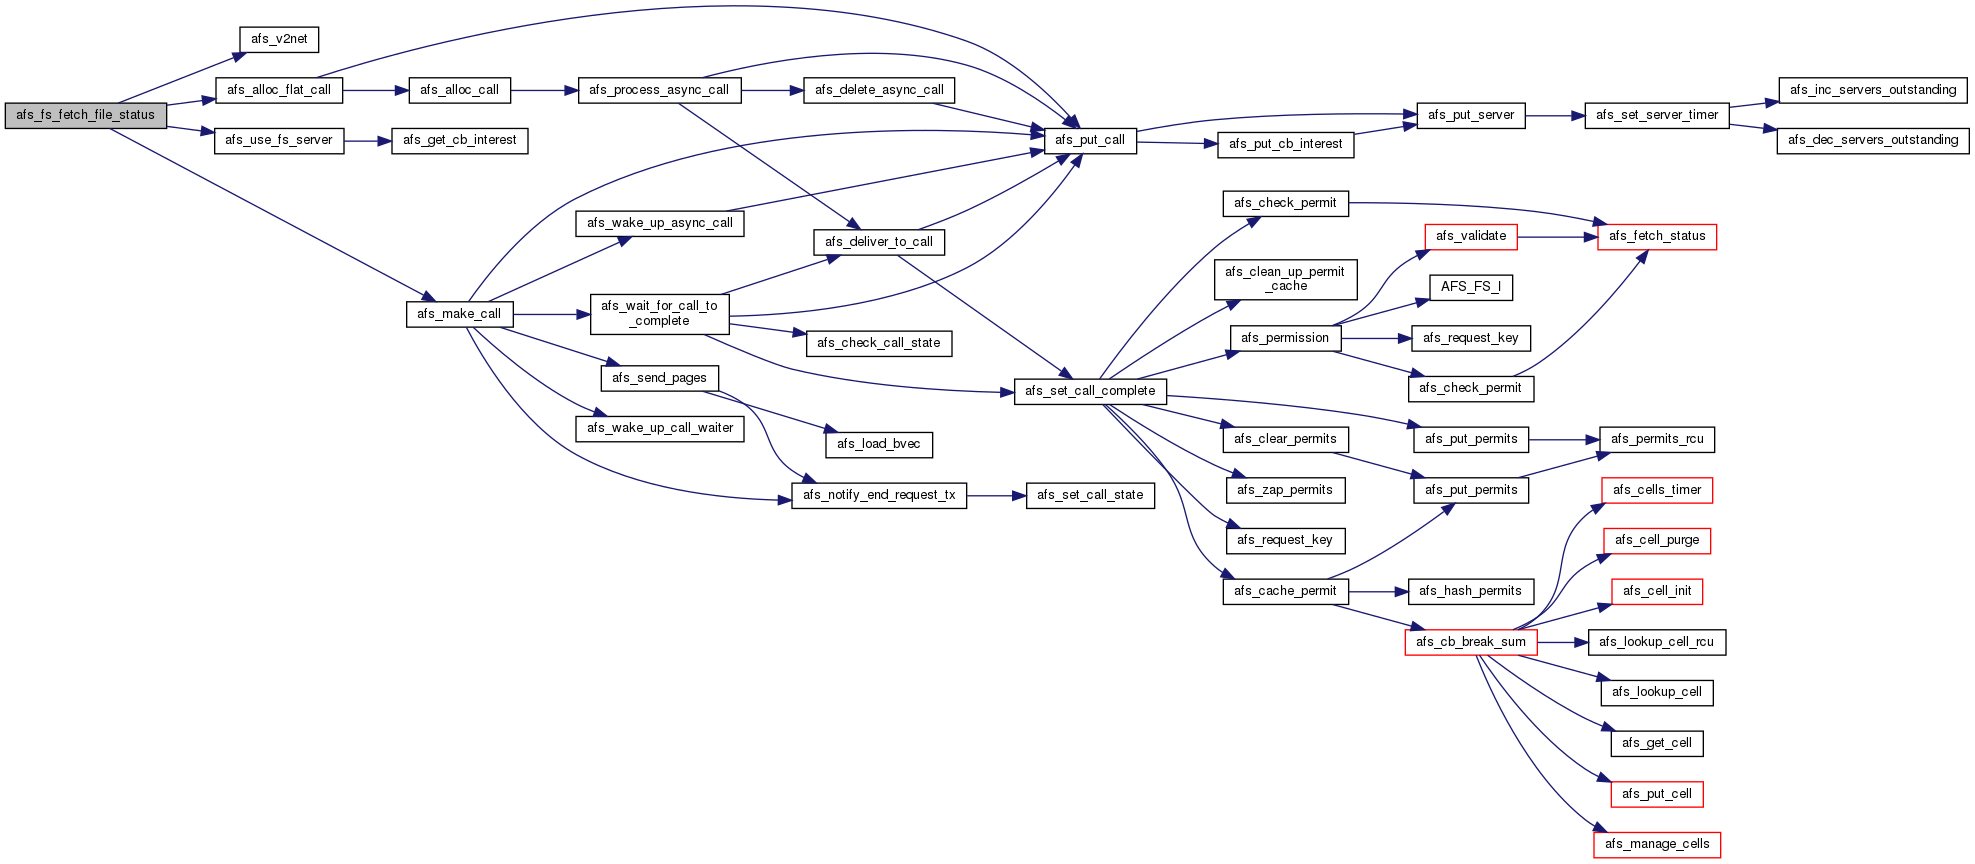 afs_fs_fetch_file_status
afs_v2net
afs_alloc_flat_call
afs_use_fs_server
afs_alloc_call
afs_get_cb_interest
afs_make_call
afs_process_async_call
afs_wake_up_async_call
afs_wait_for_call_to
_complete
afs_send_pages
afs_wake_up_call_waiter
afs_delete_async_call
afs_deliver_to_call
afs_check_call_state
afs_load_bvec
afs_notify_end_request_tx
afs_put_call
afs_set_call_complete
afs_set_call_state
afs_put_cb_interest
afs_check_permit
afs_clean_up_permit
_cache
afs_permission
afs_clear_permits
afs_zap_permits
afs_request_key
afs_cache_permit
afs_put_server
afs_validate
AFS_FS_I
afs_request_key
afs_check_permit
afs_put_permits
afs_put_permits
afs_hash_permits
afs_cb_break_sum
afs_set_server_timer
afs_fetch_status
afs_permits_rcu
afs_cells_timer
afs_cell_purge
afs_cell_init
afs_lookup_cell_rcu
afs_lookup_cell
afs_get_cell
afs_put_cell
afs_manage_cells
afs_inc_servers_outstanding
afs_dec_servers_outstanding